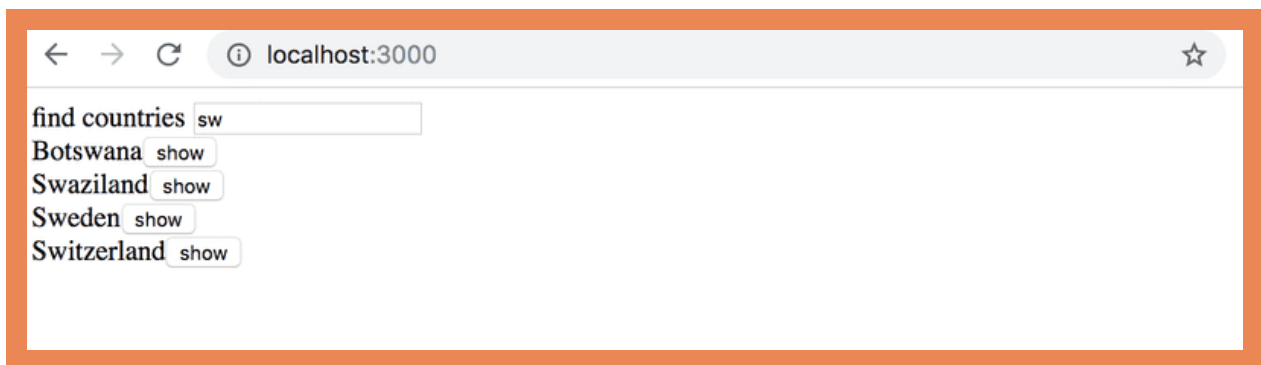 localhost:3000
find countries sw
Botswana show
Swaziland show
Sweden show
Switzerland show